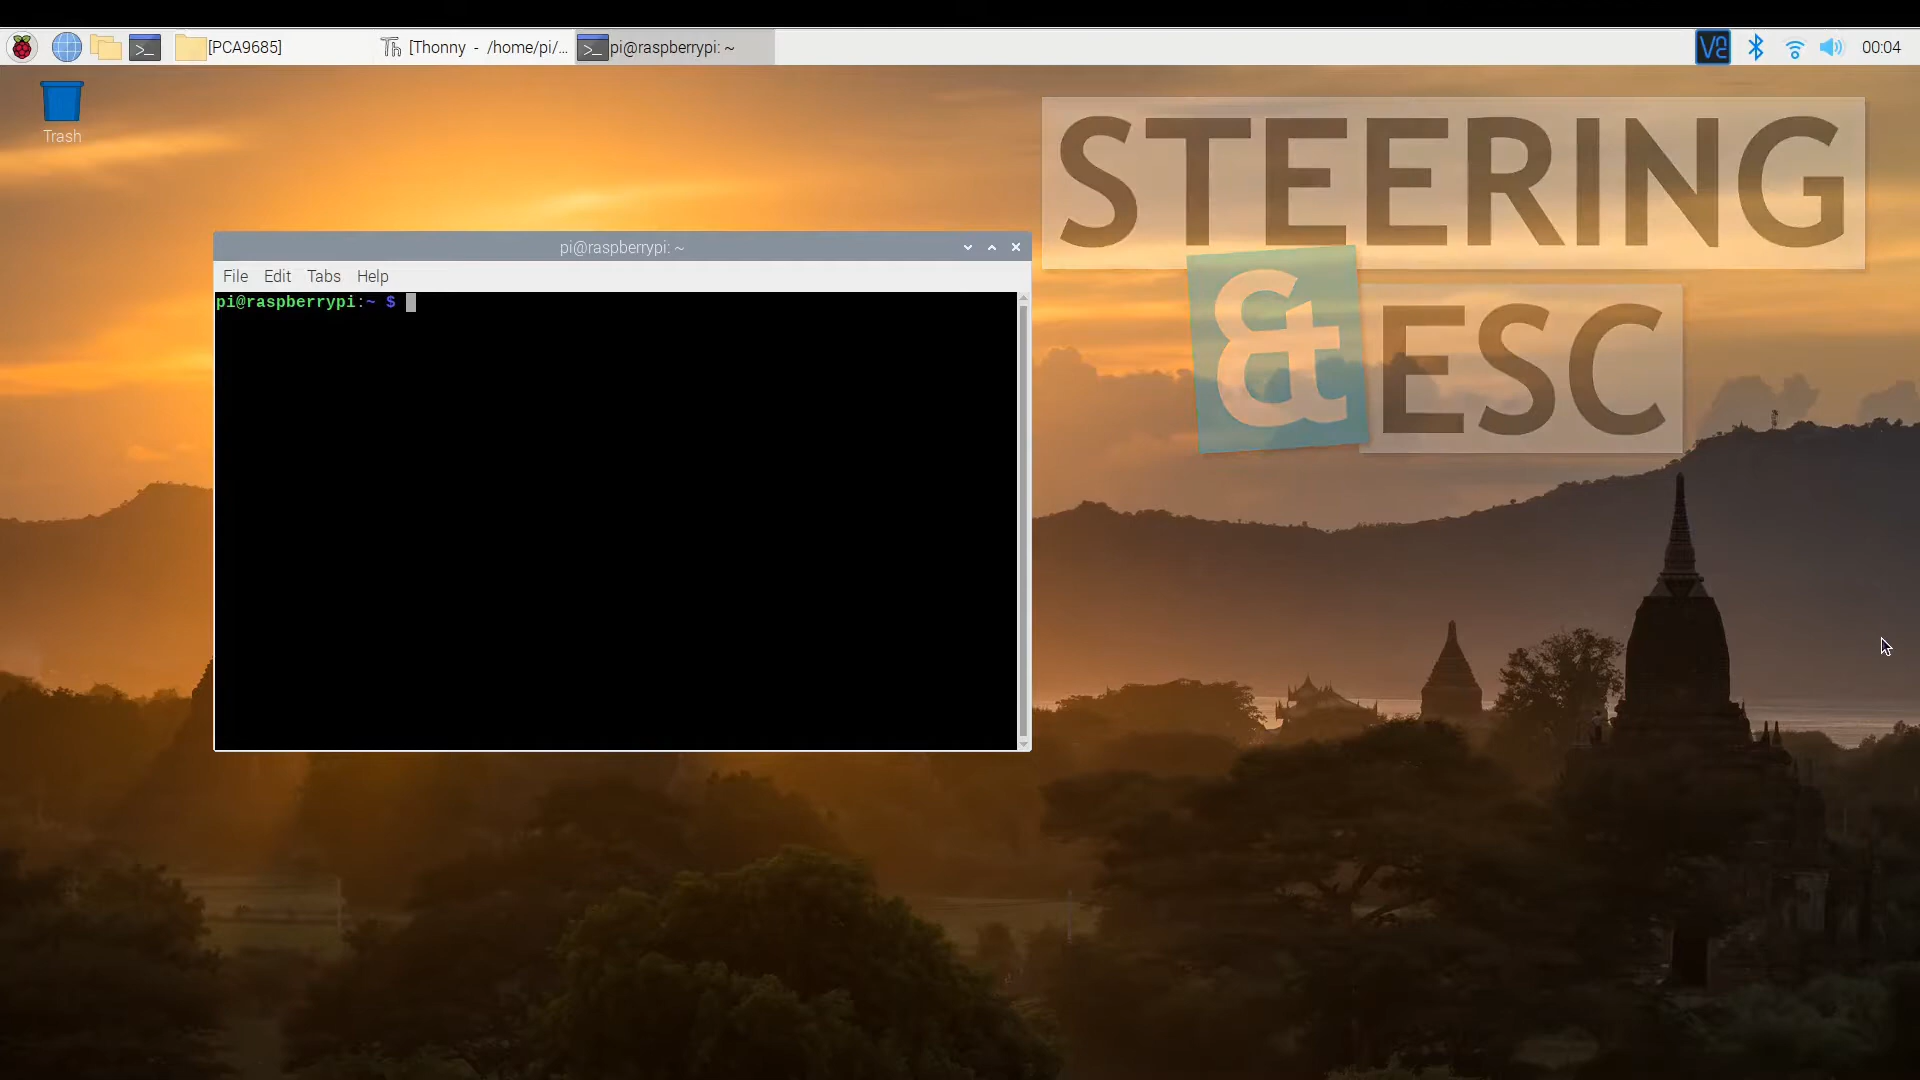 [PCA9685]
[Thonny - /home/pi/...
pi@raspberrypi: ~
00:04
Trash
STEERING
& ESC
pi@raspberrypi: ~
File Edit Tabs Help
pi@raspberrypi:~ $